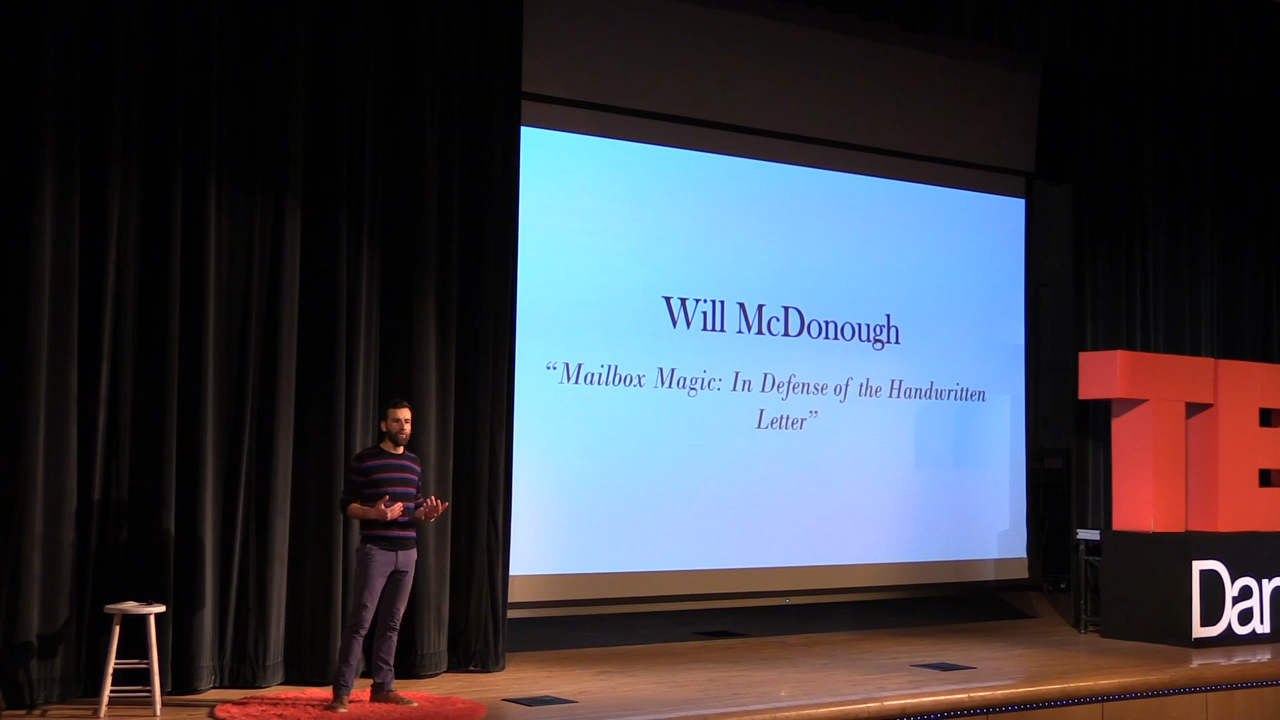 Will McDonough
“Mailbox Magic: In Defense of the Handwritten
Letter”
TE
Dar